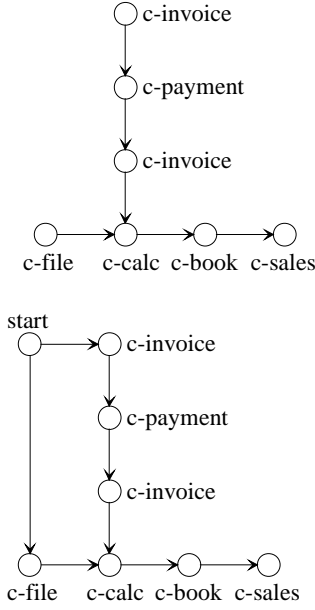 c-invoice
c-payment
c-invoice
c-file c-calc c-book c-sales
start
c-invoice
c-payment
c-invoice
c-file c-calc c-book c-sales